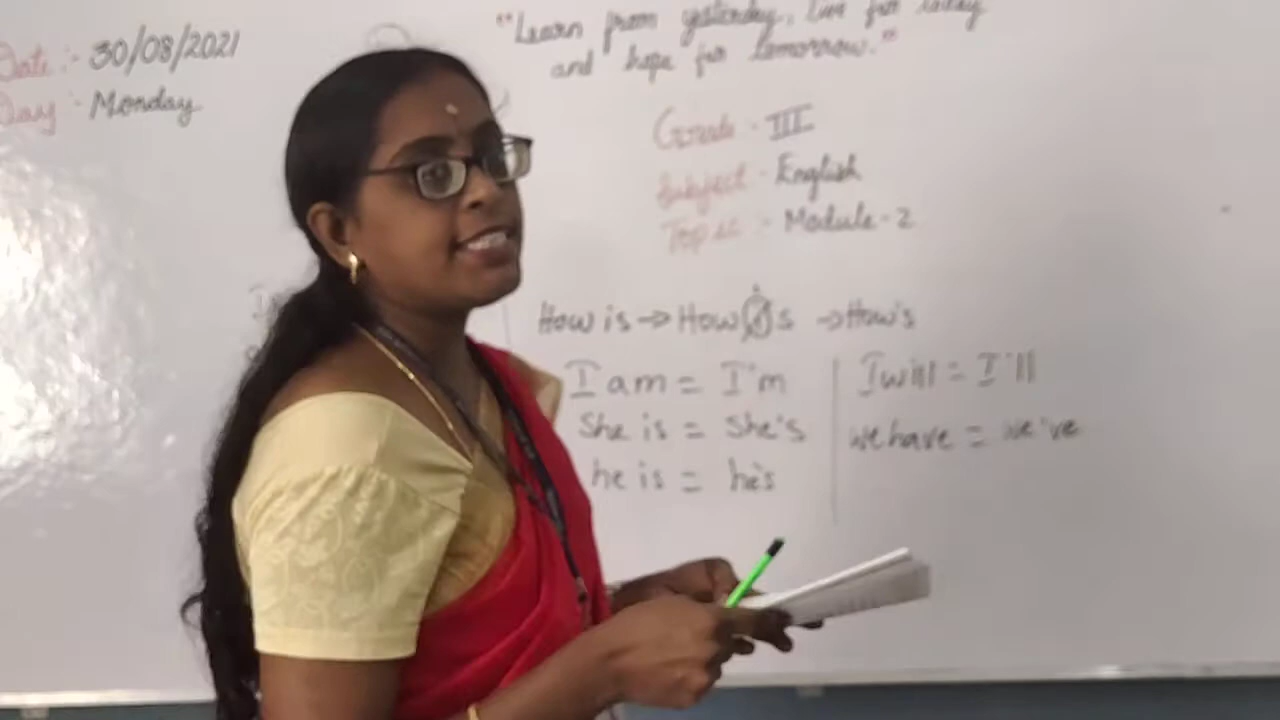 Date :- 30/08/2021
Day :- Monday
"Learn from yesterday, live for today
and hope for tomorrow."
Grade - III
Subject - English
Topic :- Module-2
How is → How i s → How's
I am = I'm
She is = She's
he is = he's
I will = I'll
we have = we've